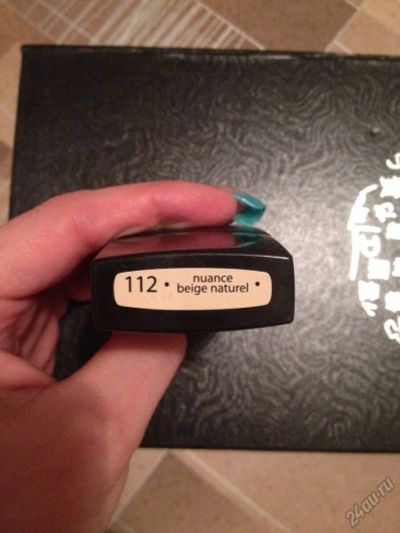 112 • nuance
beige naturel •
24au.ru